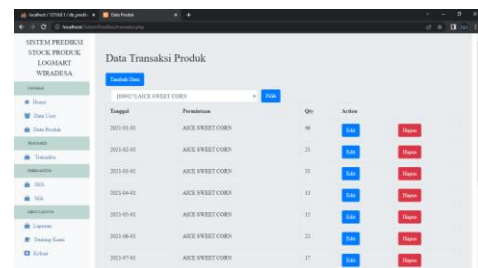 Data Produk
SISTEM PREDIKSI
STOCK PRODUK
LOGMART
WIRADESA
Home
Data User
Data Produk
Transaksi
SES
MA
Laporan
Tentang Kami
Keluar
Data Transaksi Produk
Tambah Data
AICE SWEET CORN
Pilih
Tanggal Permintaan Qty Action
2021-01-01 AICE SWEET CORN 46 Edit Hapus
2021-02-01 AICE SWEET CORN 21 Edit Hapus
2021-03-01 AICE SWEET CORN Edit Hapus
2021-04-01 AICE SWEET CORN 13 Edit Hapus
2021-05-01 AICE SWEET CORN Edit Hapus
2021-06-01 AICE SWEET CORN 22 Edit Hapus
2021-07-01 AICE SWEET CORN 17 Edit Hapus